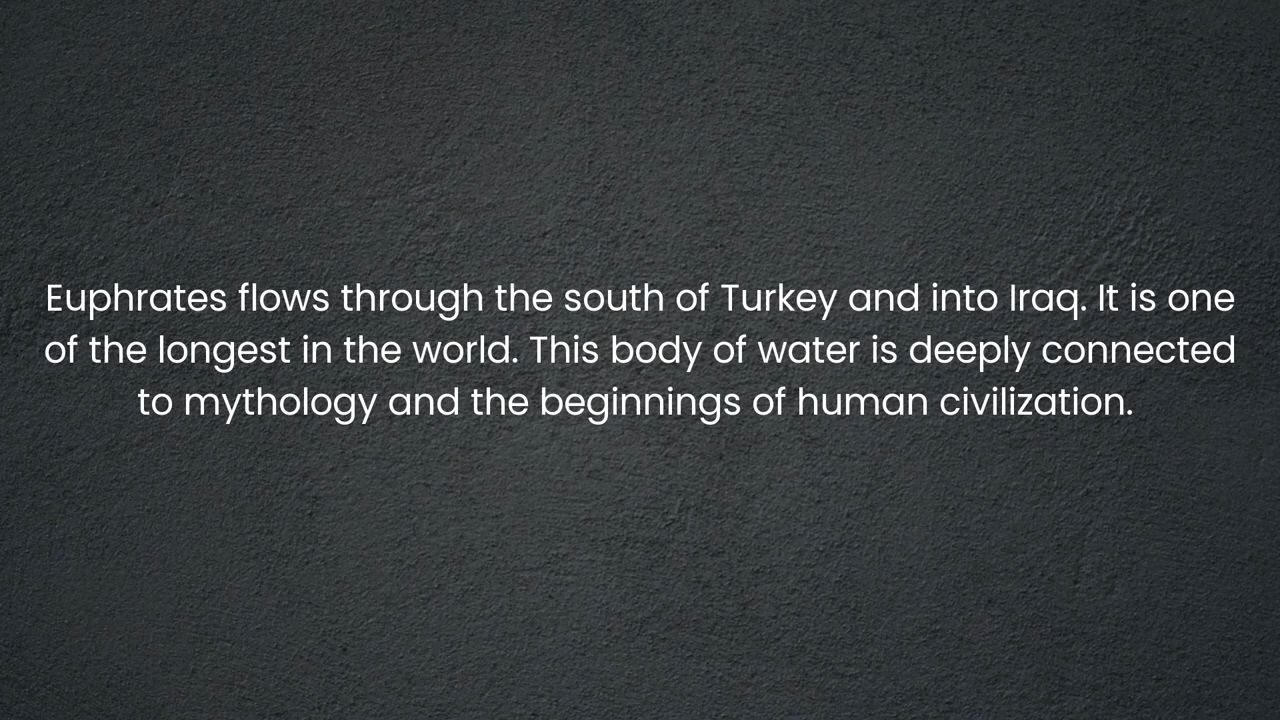 Euphrates flows through the south of Turkey and into Iraq. It is one
of the longest in the world. This body of water is deeply connected
to mythology and the beginnings of human civilization.